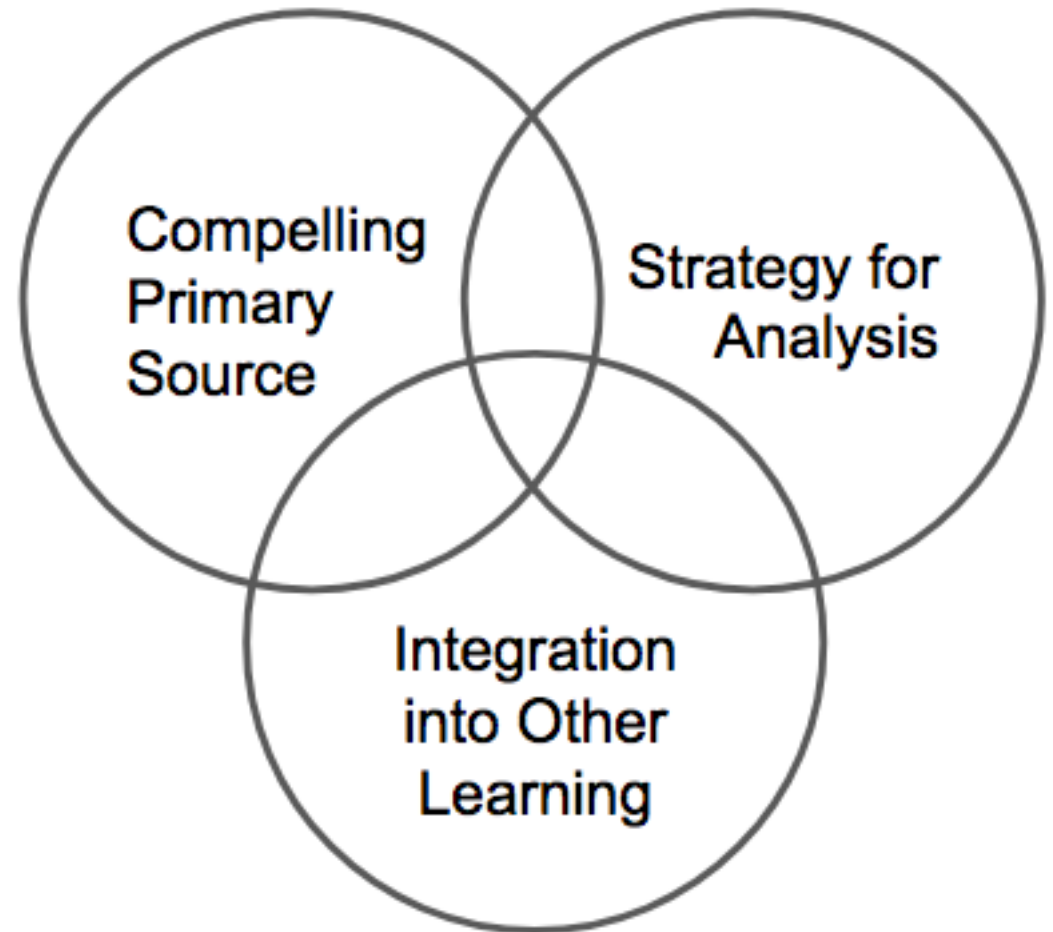 Compelling
Primary
Source
Strategy for
Analysis
Integration
into Other
Learning